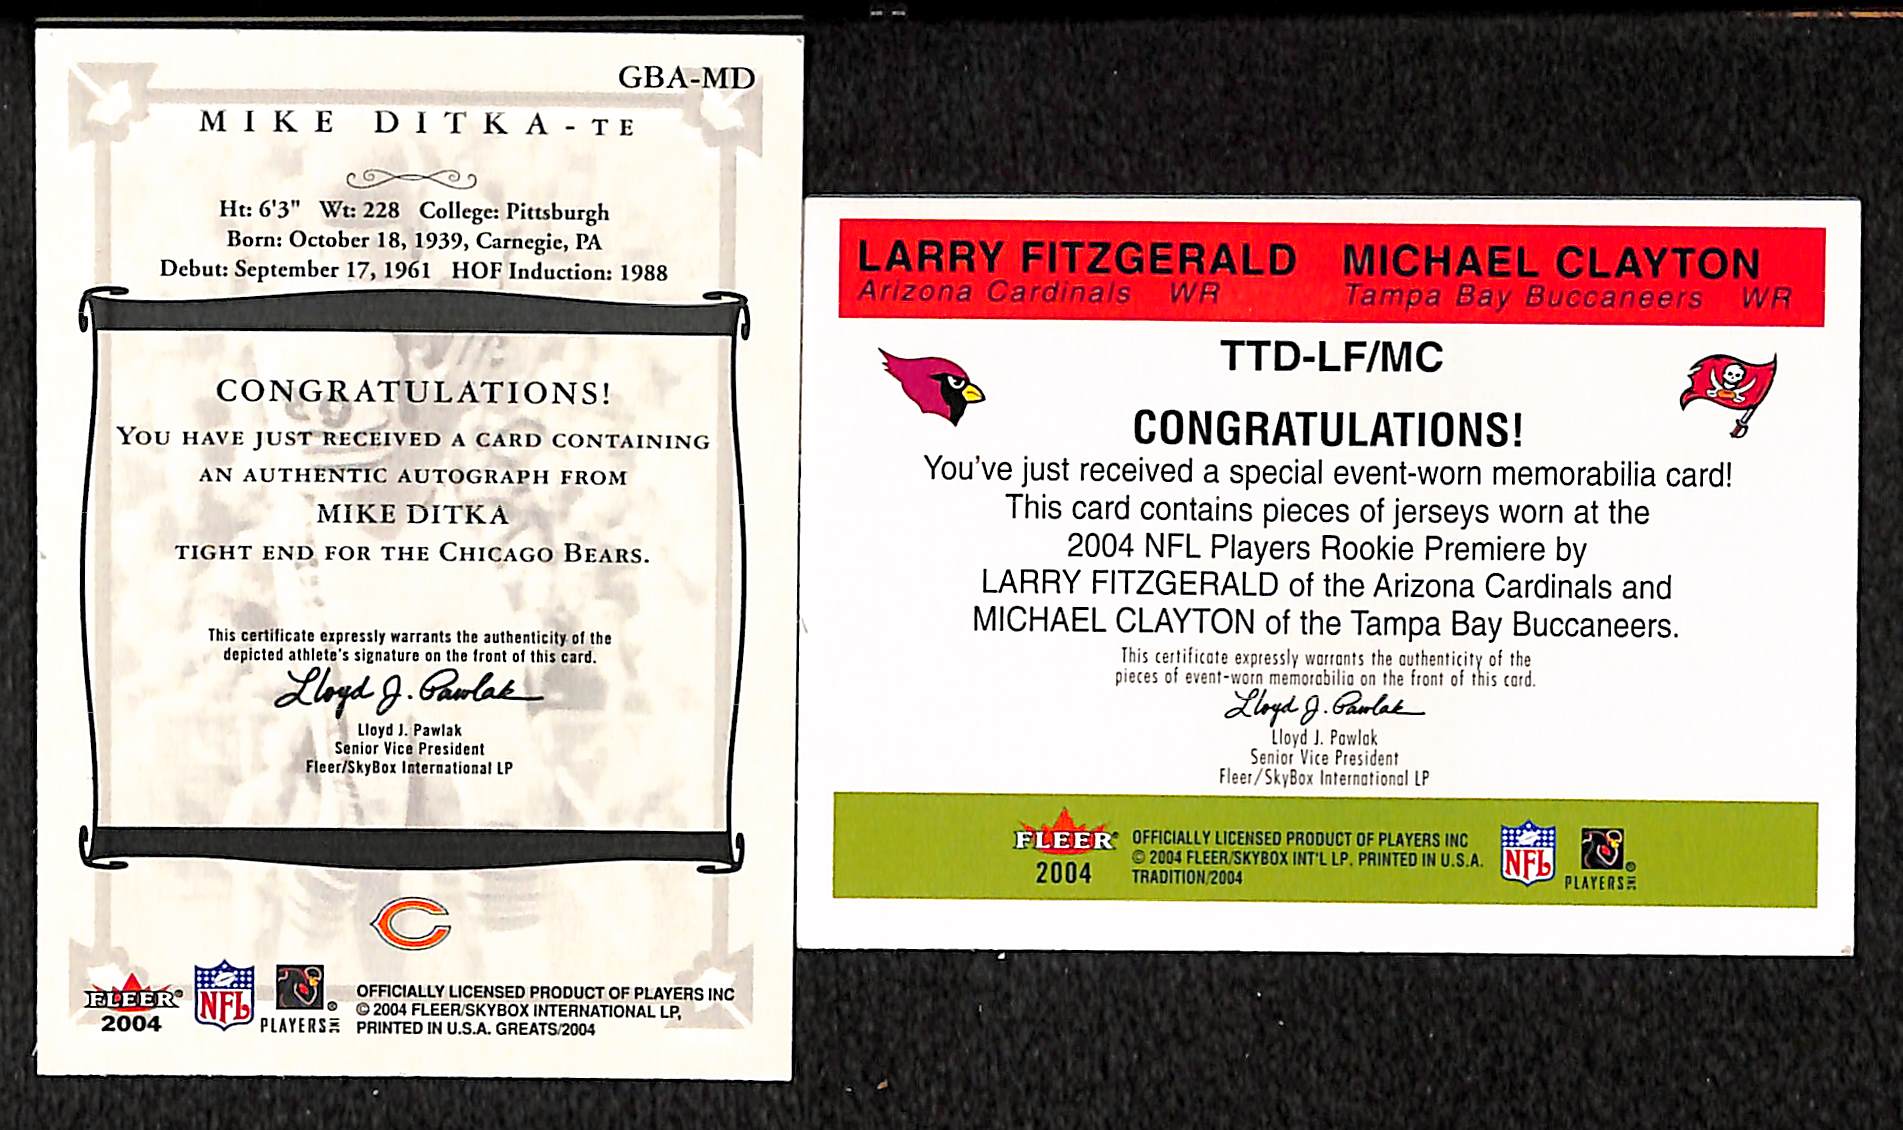 GBA-MD
MIKE DITKA-TE
Ht: 6'3" Wt: 228 College: Pittsburgh
Born: October 18, 1939, Carnegie, PA
Debut: September 17, 1961 HOF Induction: 1988
CONGRATULATIONS!
YOU HAVE JUST RECEIVED A CARD CONTAINING
AN AUTHENTIC AUTOGRAPH FROM
MIKE DITKA
TIGHT END FOR THE CHICAGO BEARS.
This certificate expressly warrants the authenticity of the
depicted athlete's signature on the front of this card.
Lloyd J. Pawlak
Lloyd J. Pawlak
Senior Vice President
Fleer/SkyBox International LP
FLEER®
2004
NFL
PLAYERS INC
OFFICIALLY LICENSED PRODUCT OF PLAYERS INC
© 2004 FLEER/SKYBOX INTERNATIONAL LP,
PRINTED IN U.S.A. GREATS/2004
LARRY FITZGERALD MICHAEL CLAYTON
Arizona Cardinals WR Tampa Bay Buccaneers WR
TTD-LF/MC
CONGRATULATIONS!
You've just received a special event-worn memorabilia card!
This card contains pieces of jerseys worn at the
2004 NFL Players Rookie Premiere by
LARRY FITZGERALD of the Arizona Cardinals and
MICHAEL CLAYTON of the Tampa Bay Buccaneers.
This certificate expressly warrants the authenticity of the
pieces of event-worn memorabilia on the front of this card.
Lloyd J. Pawlak
Lloyd J. Pawlak
Senior Vice President
Fleer/SkyBox International LP
FLEER®
2004
OFFICIALLY LICENSED PRODUCT OF PLAYERS INC
© 2004 FLEER/SKYBOX INT'L LP. PRINTED IN U.S.A.
TRADITION/2004
NFL
PLAYERS INC